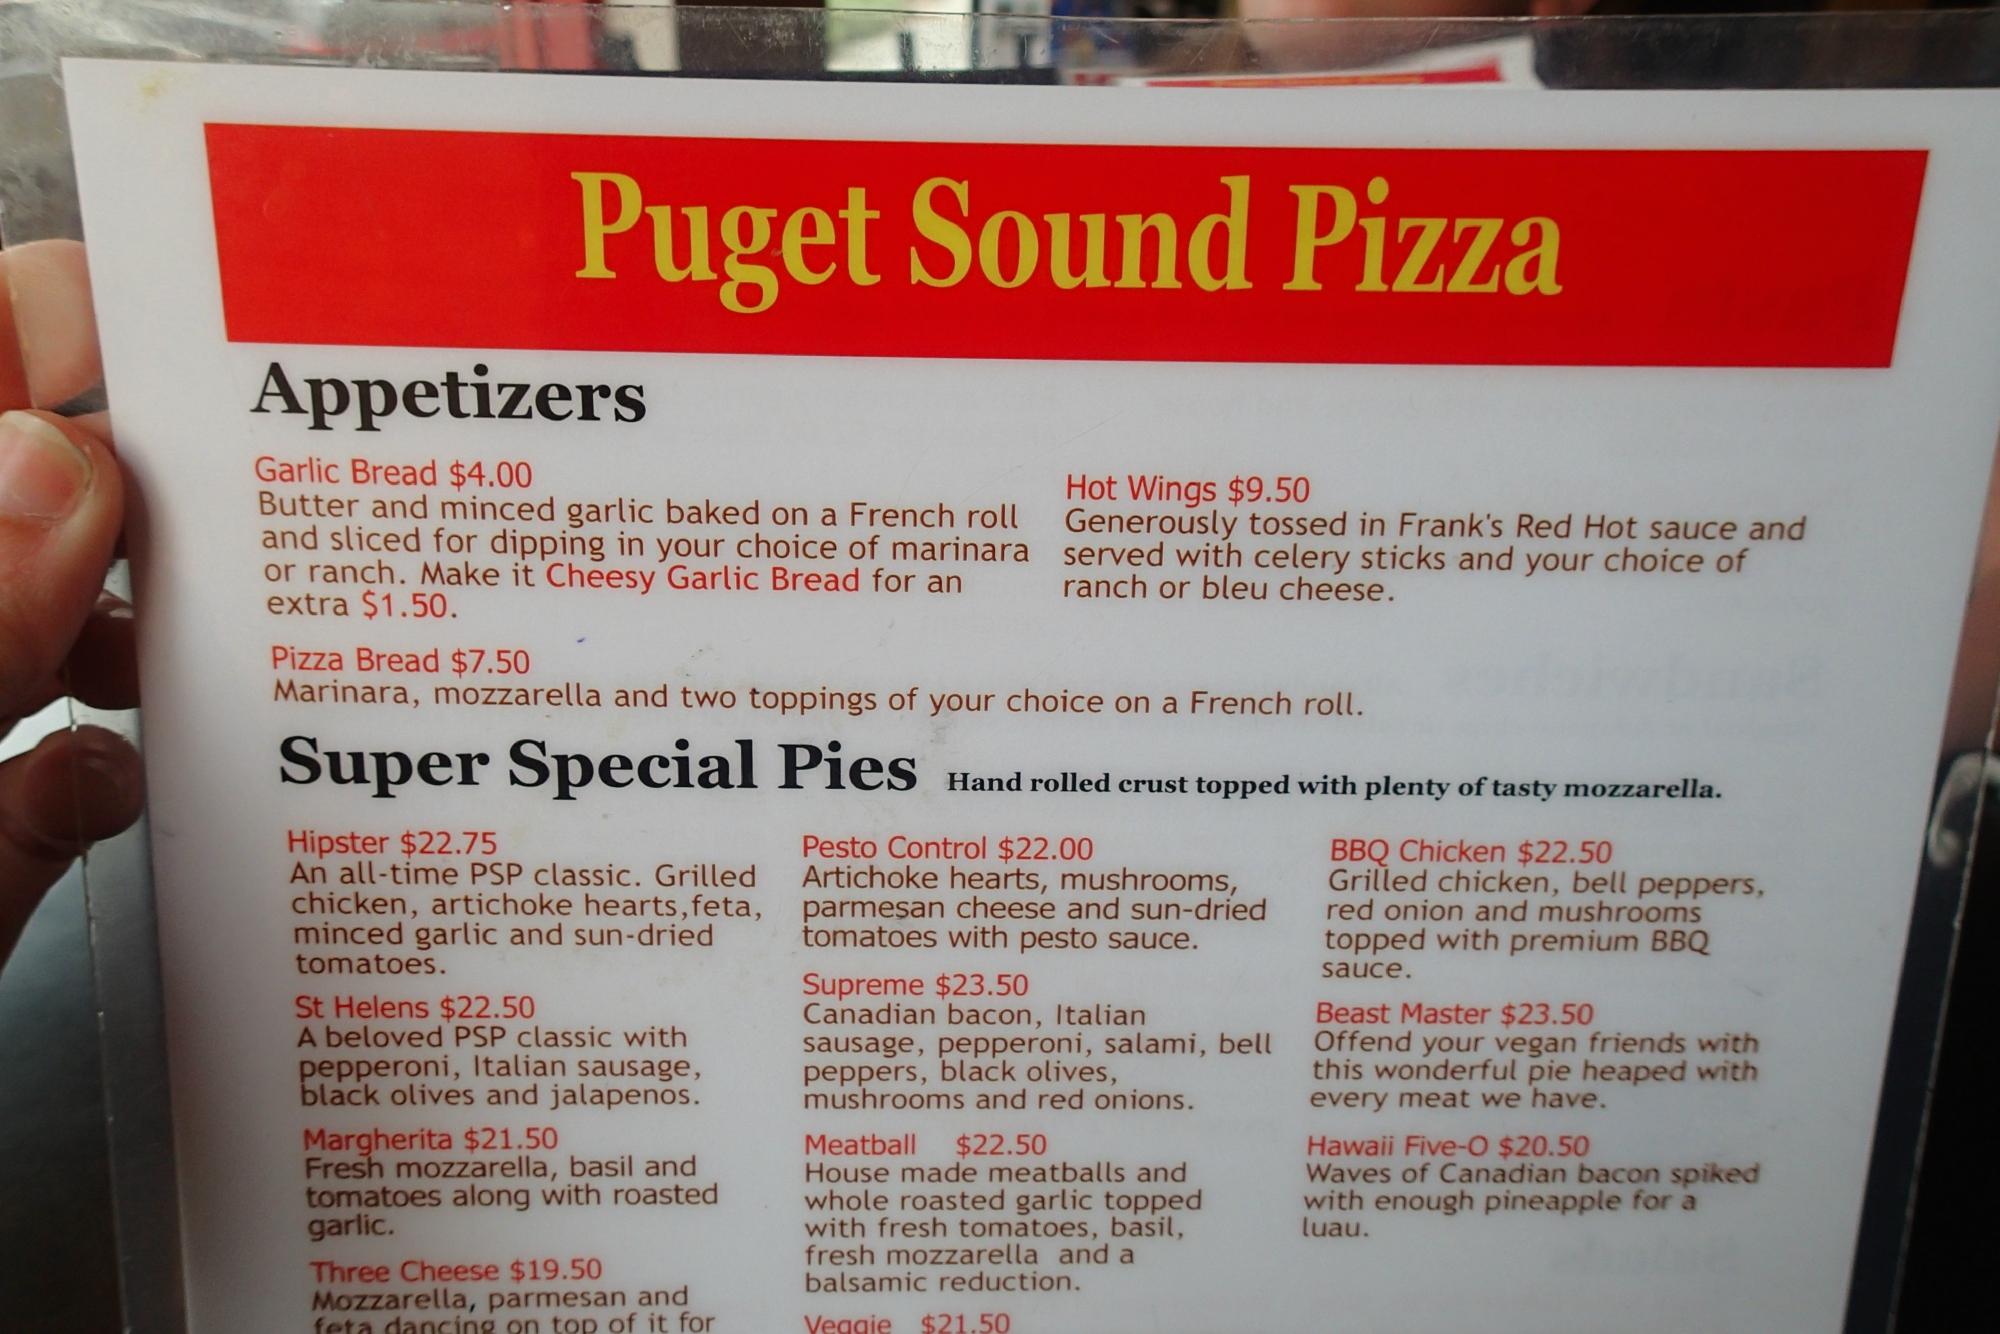 Puget Sound Pizza
Appetizers
Garlic Bread $4.00
Butter and minced garlic baked on a French roll
and sliced for dipping in your choice of marinara
or ranch. Make it Cheesy Garlic Bread for an
extra $1.50.
Hot Wings $9.50
Generously tossed in Frank's Red Hot sauce and
served with celery sticks and your choice of
ranch or bleu cheese.
Pizza Bread $7.50
Marinara, mozzarella and two toppings of your choice on a French roll.
Super Special Pies Hand rolled crust topped with plenty of tasty mozzarella.
Hipster $22.75
An all-time PSP classic. Grilled
chicken, artichoke hearts,feta,
minced garlic and sun-dried
tomatoes.
St Helens $22.50
A beloved PSP classic with
pepperoni, Italian sausage,
black olives and jalapenos.
Margherita $21.50
Fresh mozzarella, basil and
tomatoes along with roasted
garlic.
Three Cheese $19.50
Mozzarella, parmesan and
feta dancing on top of it for
Pesto Control $22.00
Artichoke hearts, mushrooms,
parmesan cheese and sun-dried
tomatoes with pesto sauce.
Supreme $23.50
Canadian bacon, Italian
sausage, pepperoni, salami, bell
peppers, black olives,
mushrooms and red onions.
Meatball $22.50
House made meatballs and
whole roasted garlic topped
with fresh tomatoes, basil,
fresh mozzarella and a
balsamic reduction.
Veggie $21.50
BBQ Chicken $22.50
Grilled chicken, bell peppers,
red onion and mushrooms
topped with premium BBQ
sauce.
Beast Master $23.50
Offend your vegan friends with
this wonderful pie heaped with
every meat we have.
Hawaii Five-O $20.50
Waves of Canadian bacon spiked
with enough pineapple for a
luau.